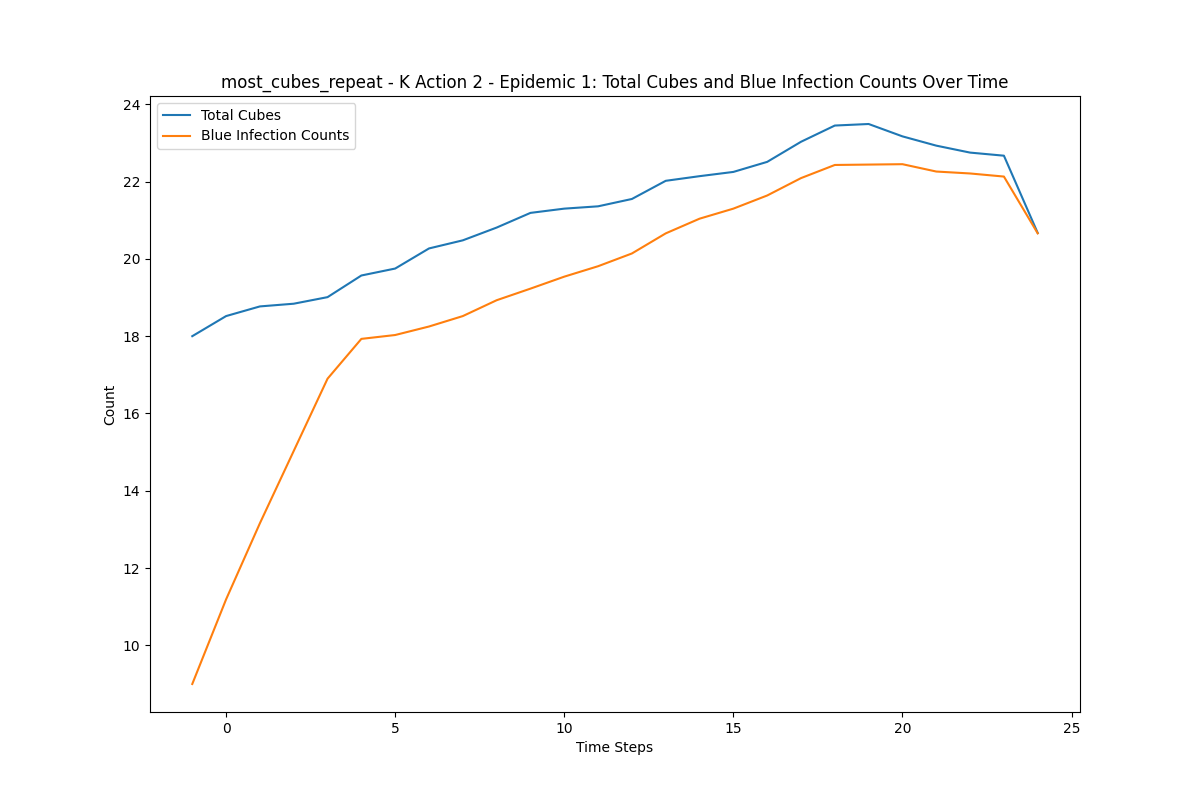 most_cubes_repeat - K Action 2 - Epidemic 1: Total Cubes and Blue Infection Counts Over Time
Total Cubes
Blue Infection Counts
24
22
20
18
16
14
12
10
Count
0 5 10 15 20 25
Time Steps